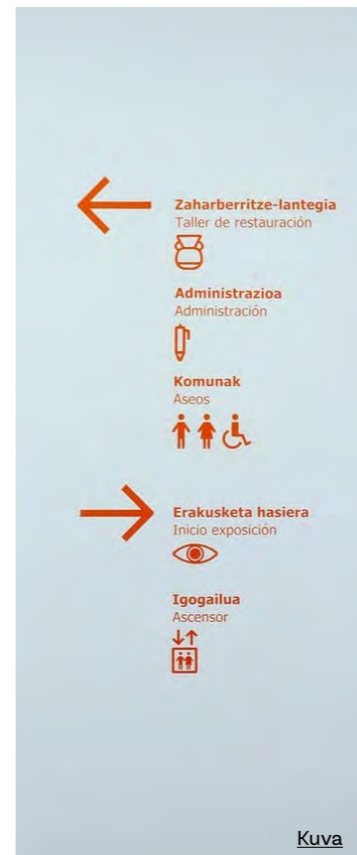 Zaharberritze-lantegia
Taller de restauración
Administrazioa
Administración
Komunak
Aseos
Erakusketa hasiera
Inicio exposición
Igogailua
Ascensor
Kuva